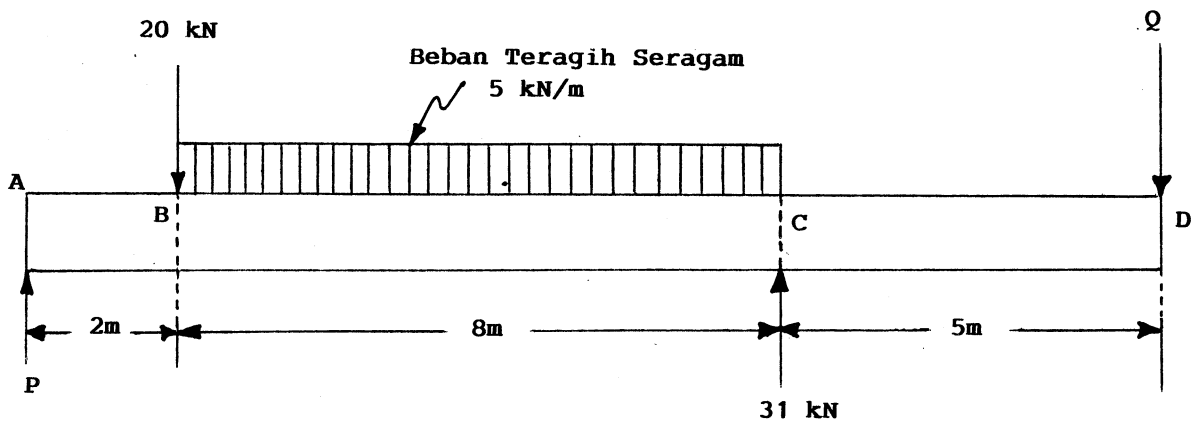 20 kN
Q
Beban Teragih Seragam
5 kN/m
A
B
C
D
2m
8m
5m
P
31 kN